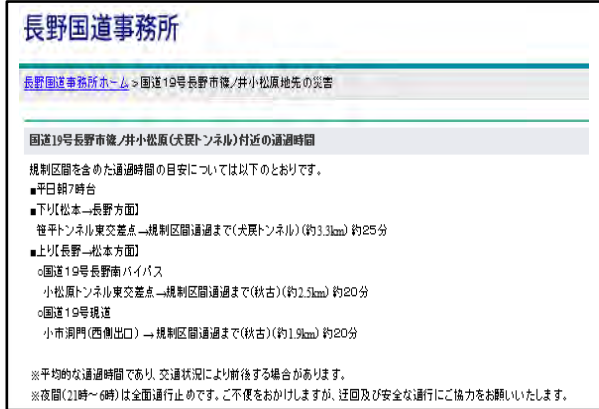 長野国道事務所
長野国道事務所ホーム>国道19号長野市篠ノ井小松原地先の災害
国道19号長野市篠ノ井小松原(犬戻トンネル)付近の通過時間
規制区間を含めた通過時間の目安については以下のとおりです。
■平日朝7時台
■下り【松本→長野方面】
笹平トンネル東交差点→規制区間通過まで(犬戻トンネル)(約3.3km) 約25分
■上り【長野→松本方面】
○国道19号長野南バイパス
小松原トンネル東交差点→規制区間通過まで(秋古)(約2.5km) 約20分
○国道19号現道
小市洞門(西側出口) →規制区間通過まで(秋古)(約1.9km) 約20分
※平均的な通過時間であり、交通状況により前後する場合があります。
※夜間(21時～6時)は全面通行止めです。ご不便をおかけしますが、迂回及び安全な通行にご協力をお願いいたします。